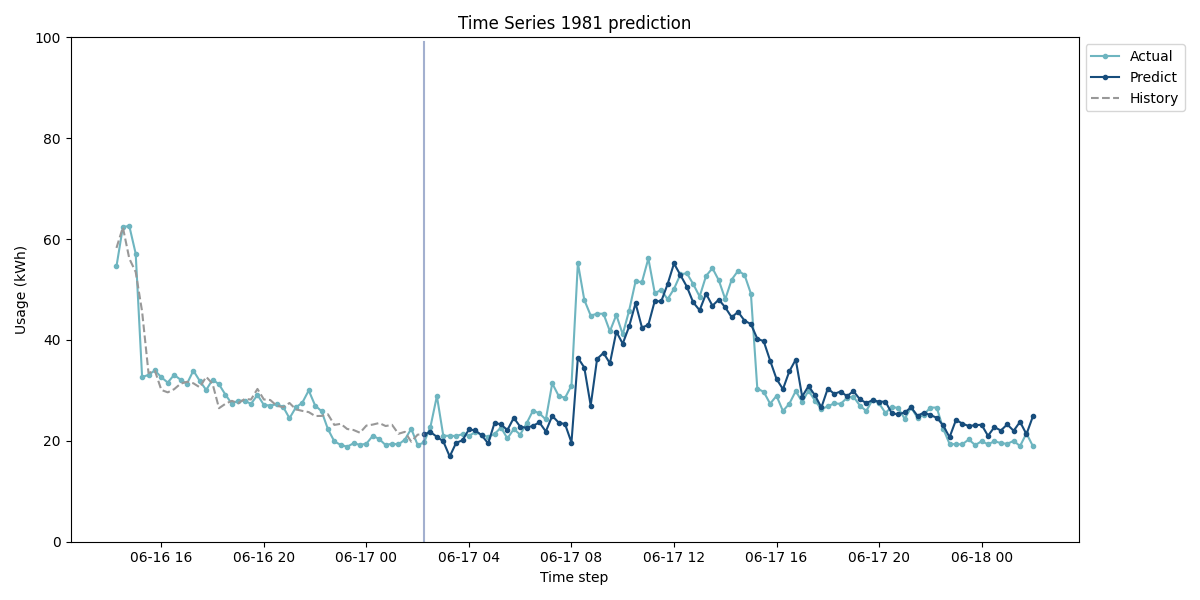 Time Series 1981 prediction
100
80
60
40
20
0
Usage (kWh)
06-16 16
06-16 20
06-17 00
06-17 04
06-17 08
06-17 12
06-17 16
06-17 20
06-18 00
Time step
Actual
Predict
History